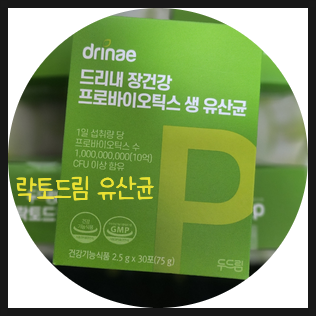 drinae
드리내 장건강
프로바이오틱스 생 유산균
1일 섭취량 당
프로바이오틱스 수
1,000,000,000(10억)
CFU 이상 함유
P
락토드림 유산균
GMP
건강기능식품 2.5 g x 30포(75 g)
두드림